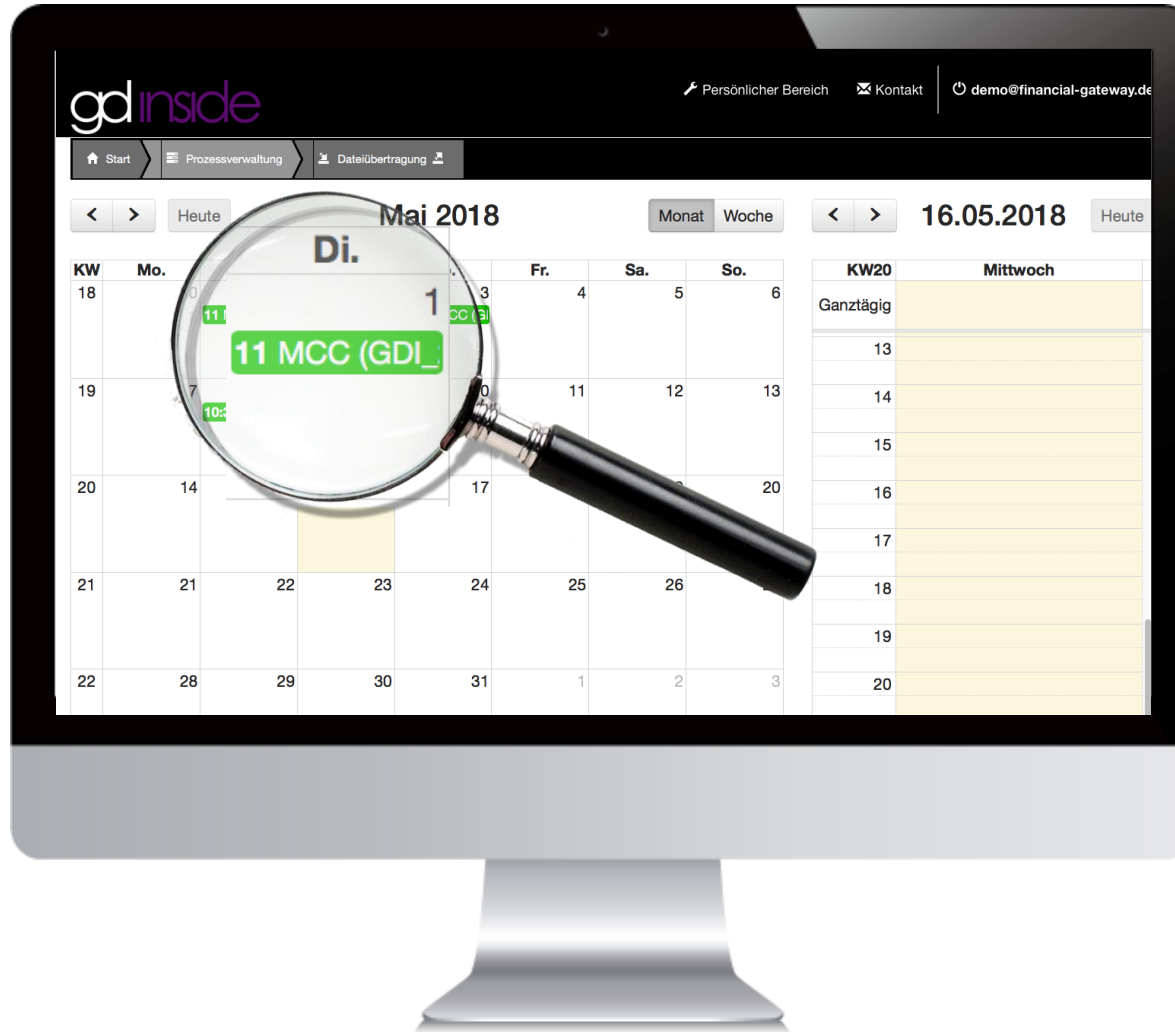 gd inside
Persönlicher Bereich Kontakt demo@financial-gateway.de
Start Prozessverwaltung Dateiübertragung
Heute Mai 2018 Monat Woche 16.05.2018 Heute
KW Mo. Di. Fr. Sa. So. KW20 Mittwoch
18 1 3 4 5 6 Ganztägig
11 MCC (GDI_
13
19 7 11 12 13 14
15
20 14 17 20 16
17
21 21 22 23 24 25 26 18
19
22 28 29 30 31 1 2 3 20